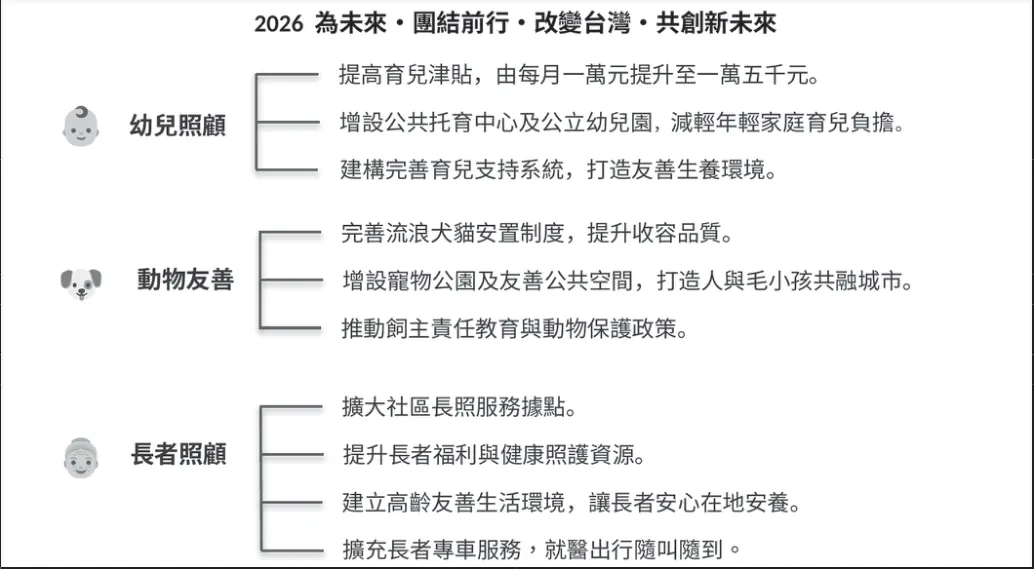 2026 為未來・團結前行・改變台灣・共創新未來
幼兒照顧
提高育兒津貼，由每月一萬元提升至一萬五千元。
增設公共托育中心及公立幼兒園，減輕年輕家庭育兒負擔。
建構完善育兒支持系統，打造友善生養環境。
動物友善
完善流浪犬貓安置制度，提升收容品質。
增設寵物公園及友善公共空間，打造人與毛小孩共融城市。
推動飼主責任教育與動物保護政策。
長者照顧
擴大社區長照服務據點。
提升長者福利與健康照護資源。
建立高齡友善生活環境，讓長者安心在地安養。
擴充長者專車服務，就醫出行隨叫隨到。